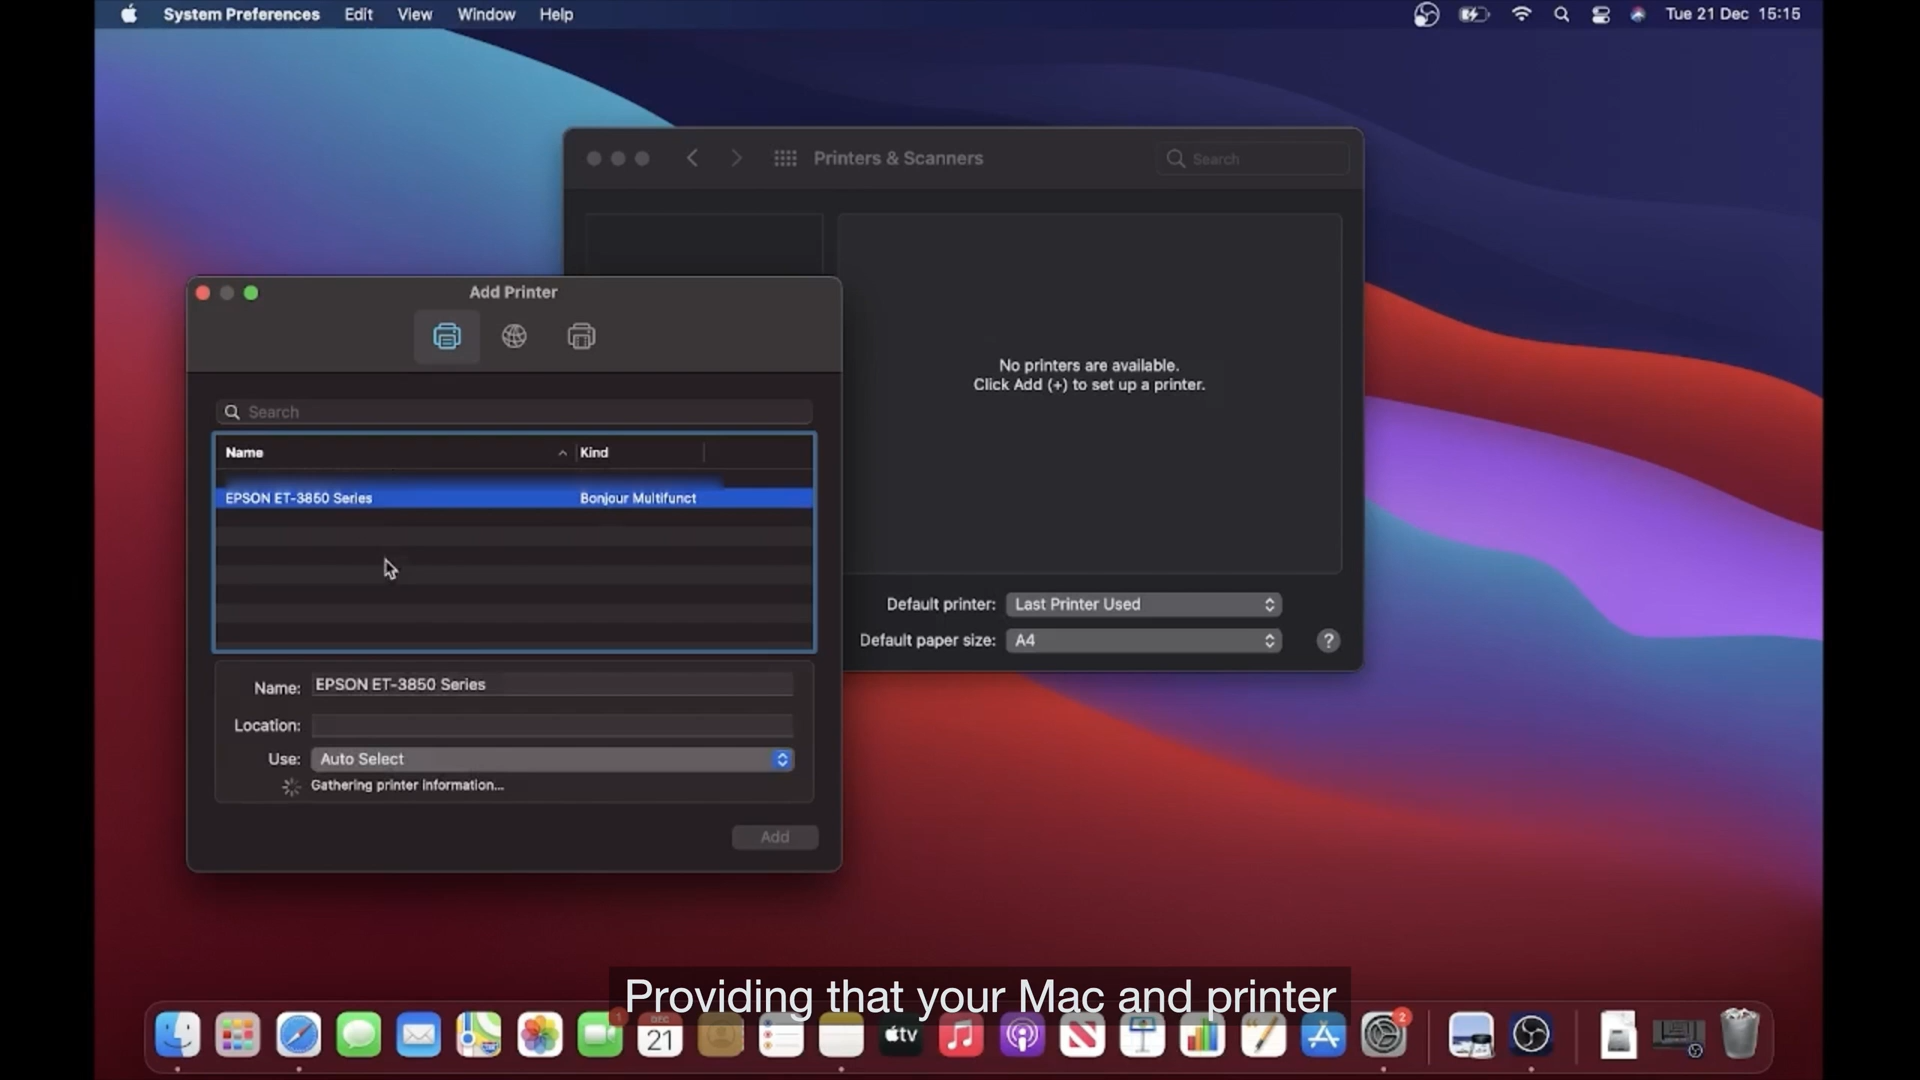 System Preferences Edit View Window Help
Tue 21 Dec 15:15
Printers & Scanners
Search
No printers are available.
Click Add (+) to set up a printer.
Default printer: Last Printer Used
Default paper size: A4
?
Add Printer
Search
Name Kind
EPSON ET-3850 Series Bonjour Multifunct
Name: EPSON ET-3850 Series
Location:
Use: Auto Select
Gathering printer information...
Add
Providing that your Mac and printer
1
DEC
21
tv
2